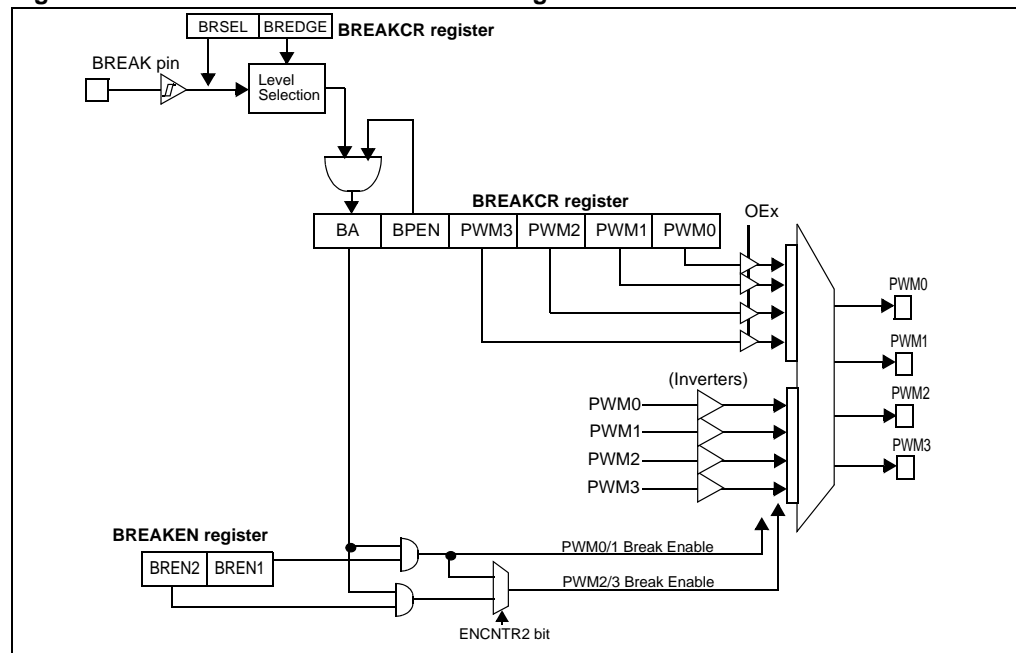 BRSEL BREDGE BREAKCR register
BREAK pin
Level
Selection
BREAKCR register
OEx
BA BPEN PWM3 PWM2 PWM1 PWM0
PWM0
PWM1
(Inverters)
PWM2
PWM0
PWM1
PWM3
PWM2
PWM3
BREAKEN register
PWM0/1 Break Enable
BREN2 BREN1
PWM2/3 Break Enable
ENCNTR2 bit